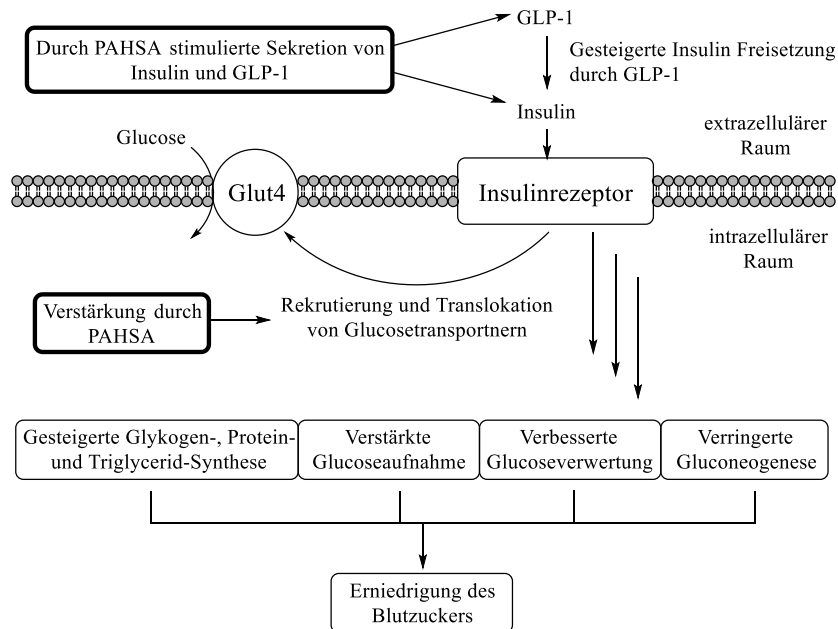 GLP-1
Durch PAHSA stimulierte Sekretion von
Insulin und GLP-1
Gesteigerte Insulin Freisetzung
durch GLP-1
Insulin
extrazellulärer
Raum
Glucose
Glut4
Insulinrezeptor
intrazellulärer
Raum
Verstärkung durch
PAHSA
Rekrutierung und Translokation
von Glucosetransportnern
Gesteigerte Glykogen-, Protein-
und Triglycerid-Synthese
Verstärkte
Glucoseaufnahme
Verbesserte
Glucoseverwertung
Verringerte
Gluconeogenese
Erniedrigung des
Blutzuckers